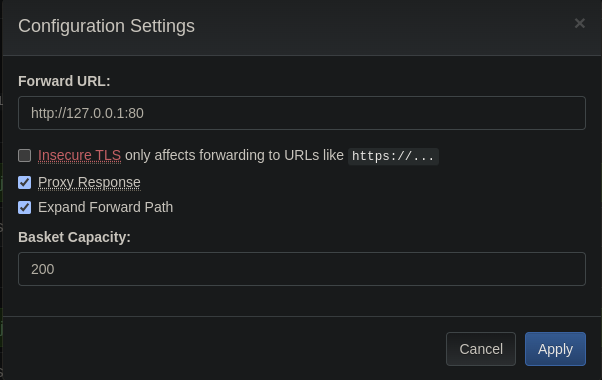 Configuration Settings ×
Forward URL:
http://127.0.0.1:80
Insecure TLS only affects forwarding to URLs like https://...
Proxy Response
Expand Forward Path
Basket Capacity:
200
Cancel Apply